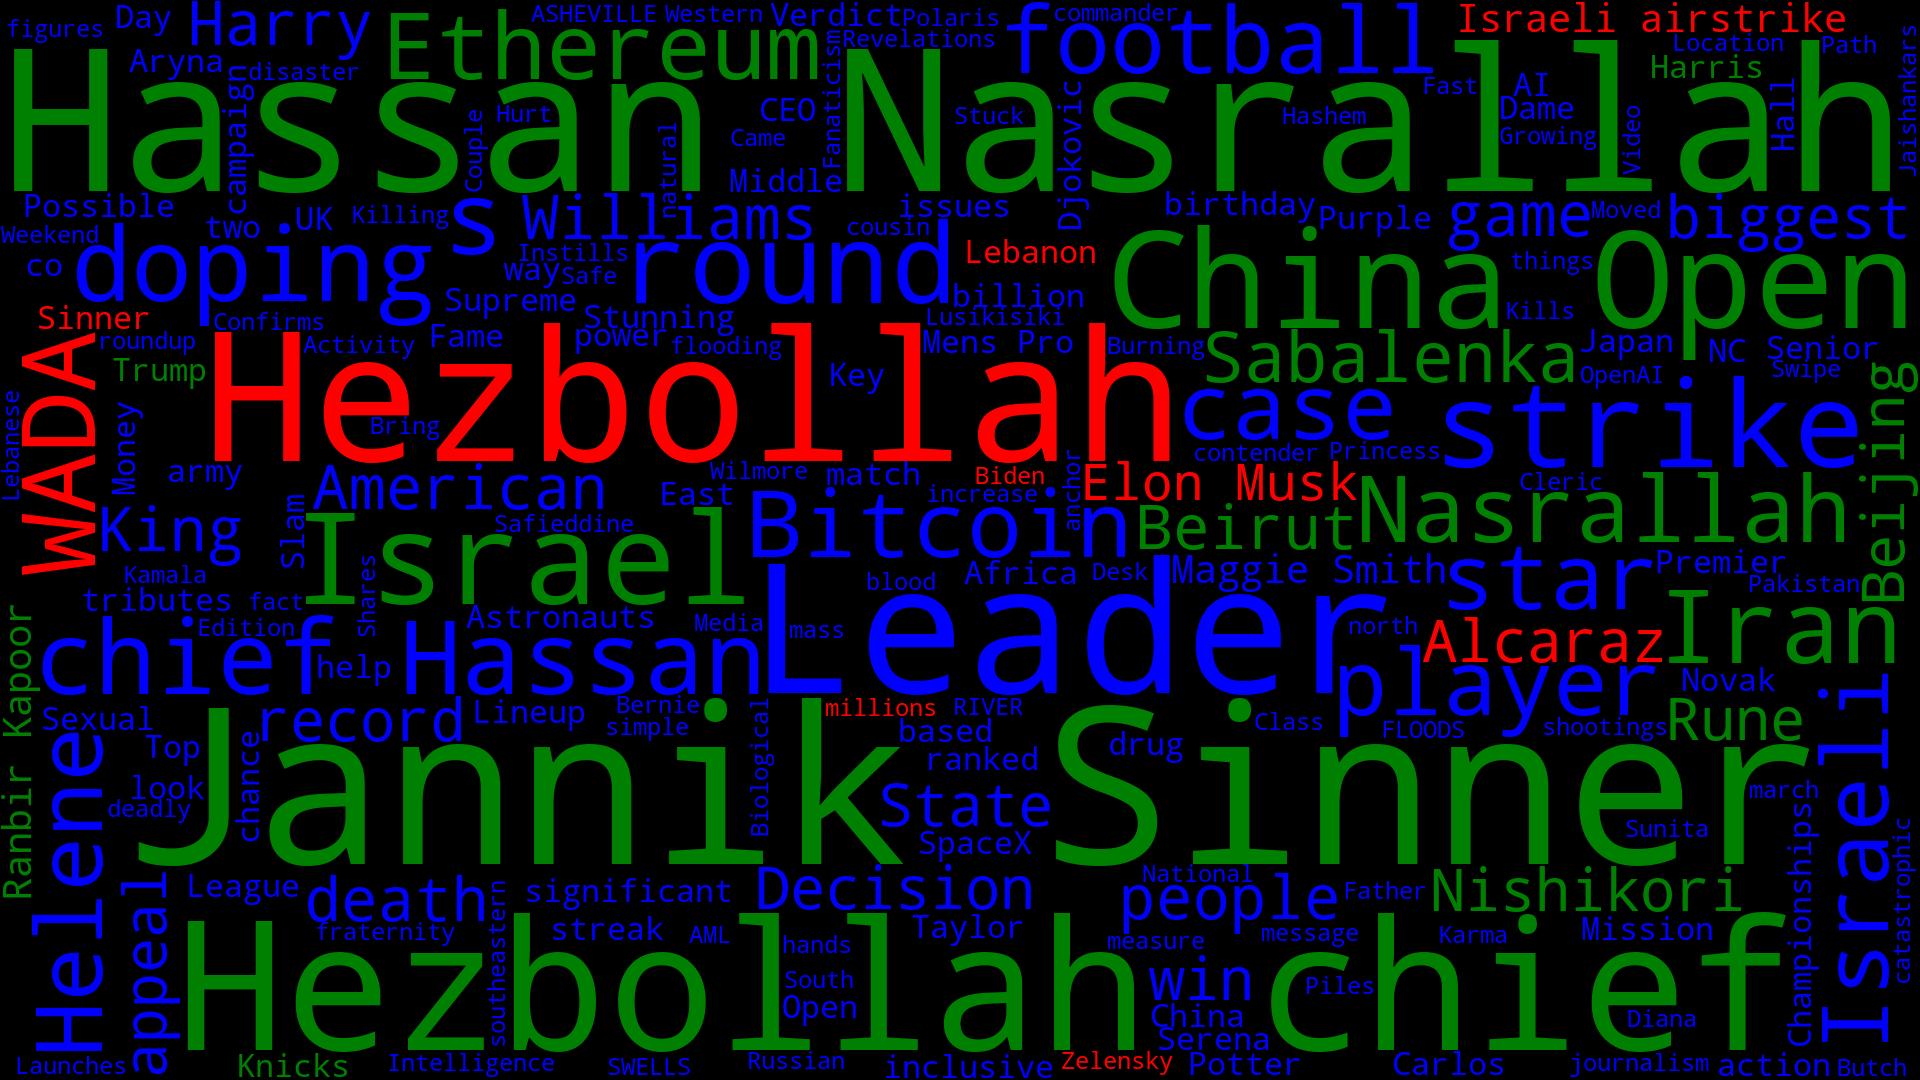 figures Day Harry ASHEVILLE Western Verdict Polaris commander Israeli airstrike
Ethereum Revelations football Location Path
Aryna disaster Fast AI Harris
Hassan Nasrallah
campaign Couple Hurt natural CEO Came Fanaticism Stuck Djokovic Hashem Dame Growing Video Hall Jaishankars
Middle
Possible two UK Killing s Williams cousin issues birthday Purple game Moved biggest
Weekend co doping Instills way Safe round Lebanon China things Open
Supreme billion Kills
Sinner Confirms Stunning Lusikisiki
roundup Activity Fame power flooding Mens Pro Burning Sabalenka Japan NC Senior
Trump Hezbollah Key OpenAI Swipe
WADA Lebanese Money Bring case strike Beijing
army contender Princess
American Wilmore match Biden anchor Elon Musk Cleric
East increase Nasrallah
King Slam Safieddine Bitcoin Beirut
Israel
Kamala blood Africa Desk Maggie Smith star Premier
tributes fact Shares Leader Pakistan
Edition Astronauts Media mass north Iran
chief help Hassan Alcaraz
Ranbir Kapoor player Novak
Sexual record Lineup Bernie millions RIVER Class Rune
simple based FLOODS shootings
Top Biological ranked drug Israeli
Helene look chance Jannik Sinner march
deadly State
SpaceX Sunita Championships catastrophic
League death significant Decision National people Father Nishikori
appeal fraternity southeastern streak AML Taylor measure message Karma Mission
hands
Hezbollah chief
South win Piles
Open China Diana
Serena
Launches Knicks Intelligence SWELLS Russian inclusive Zelensky Potter Carlos journalism action Butch